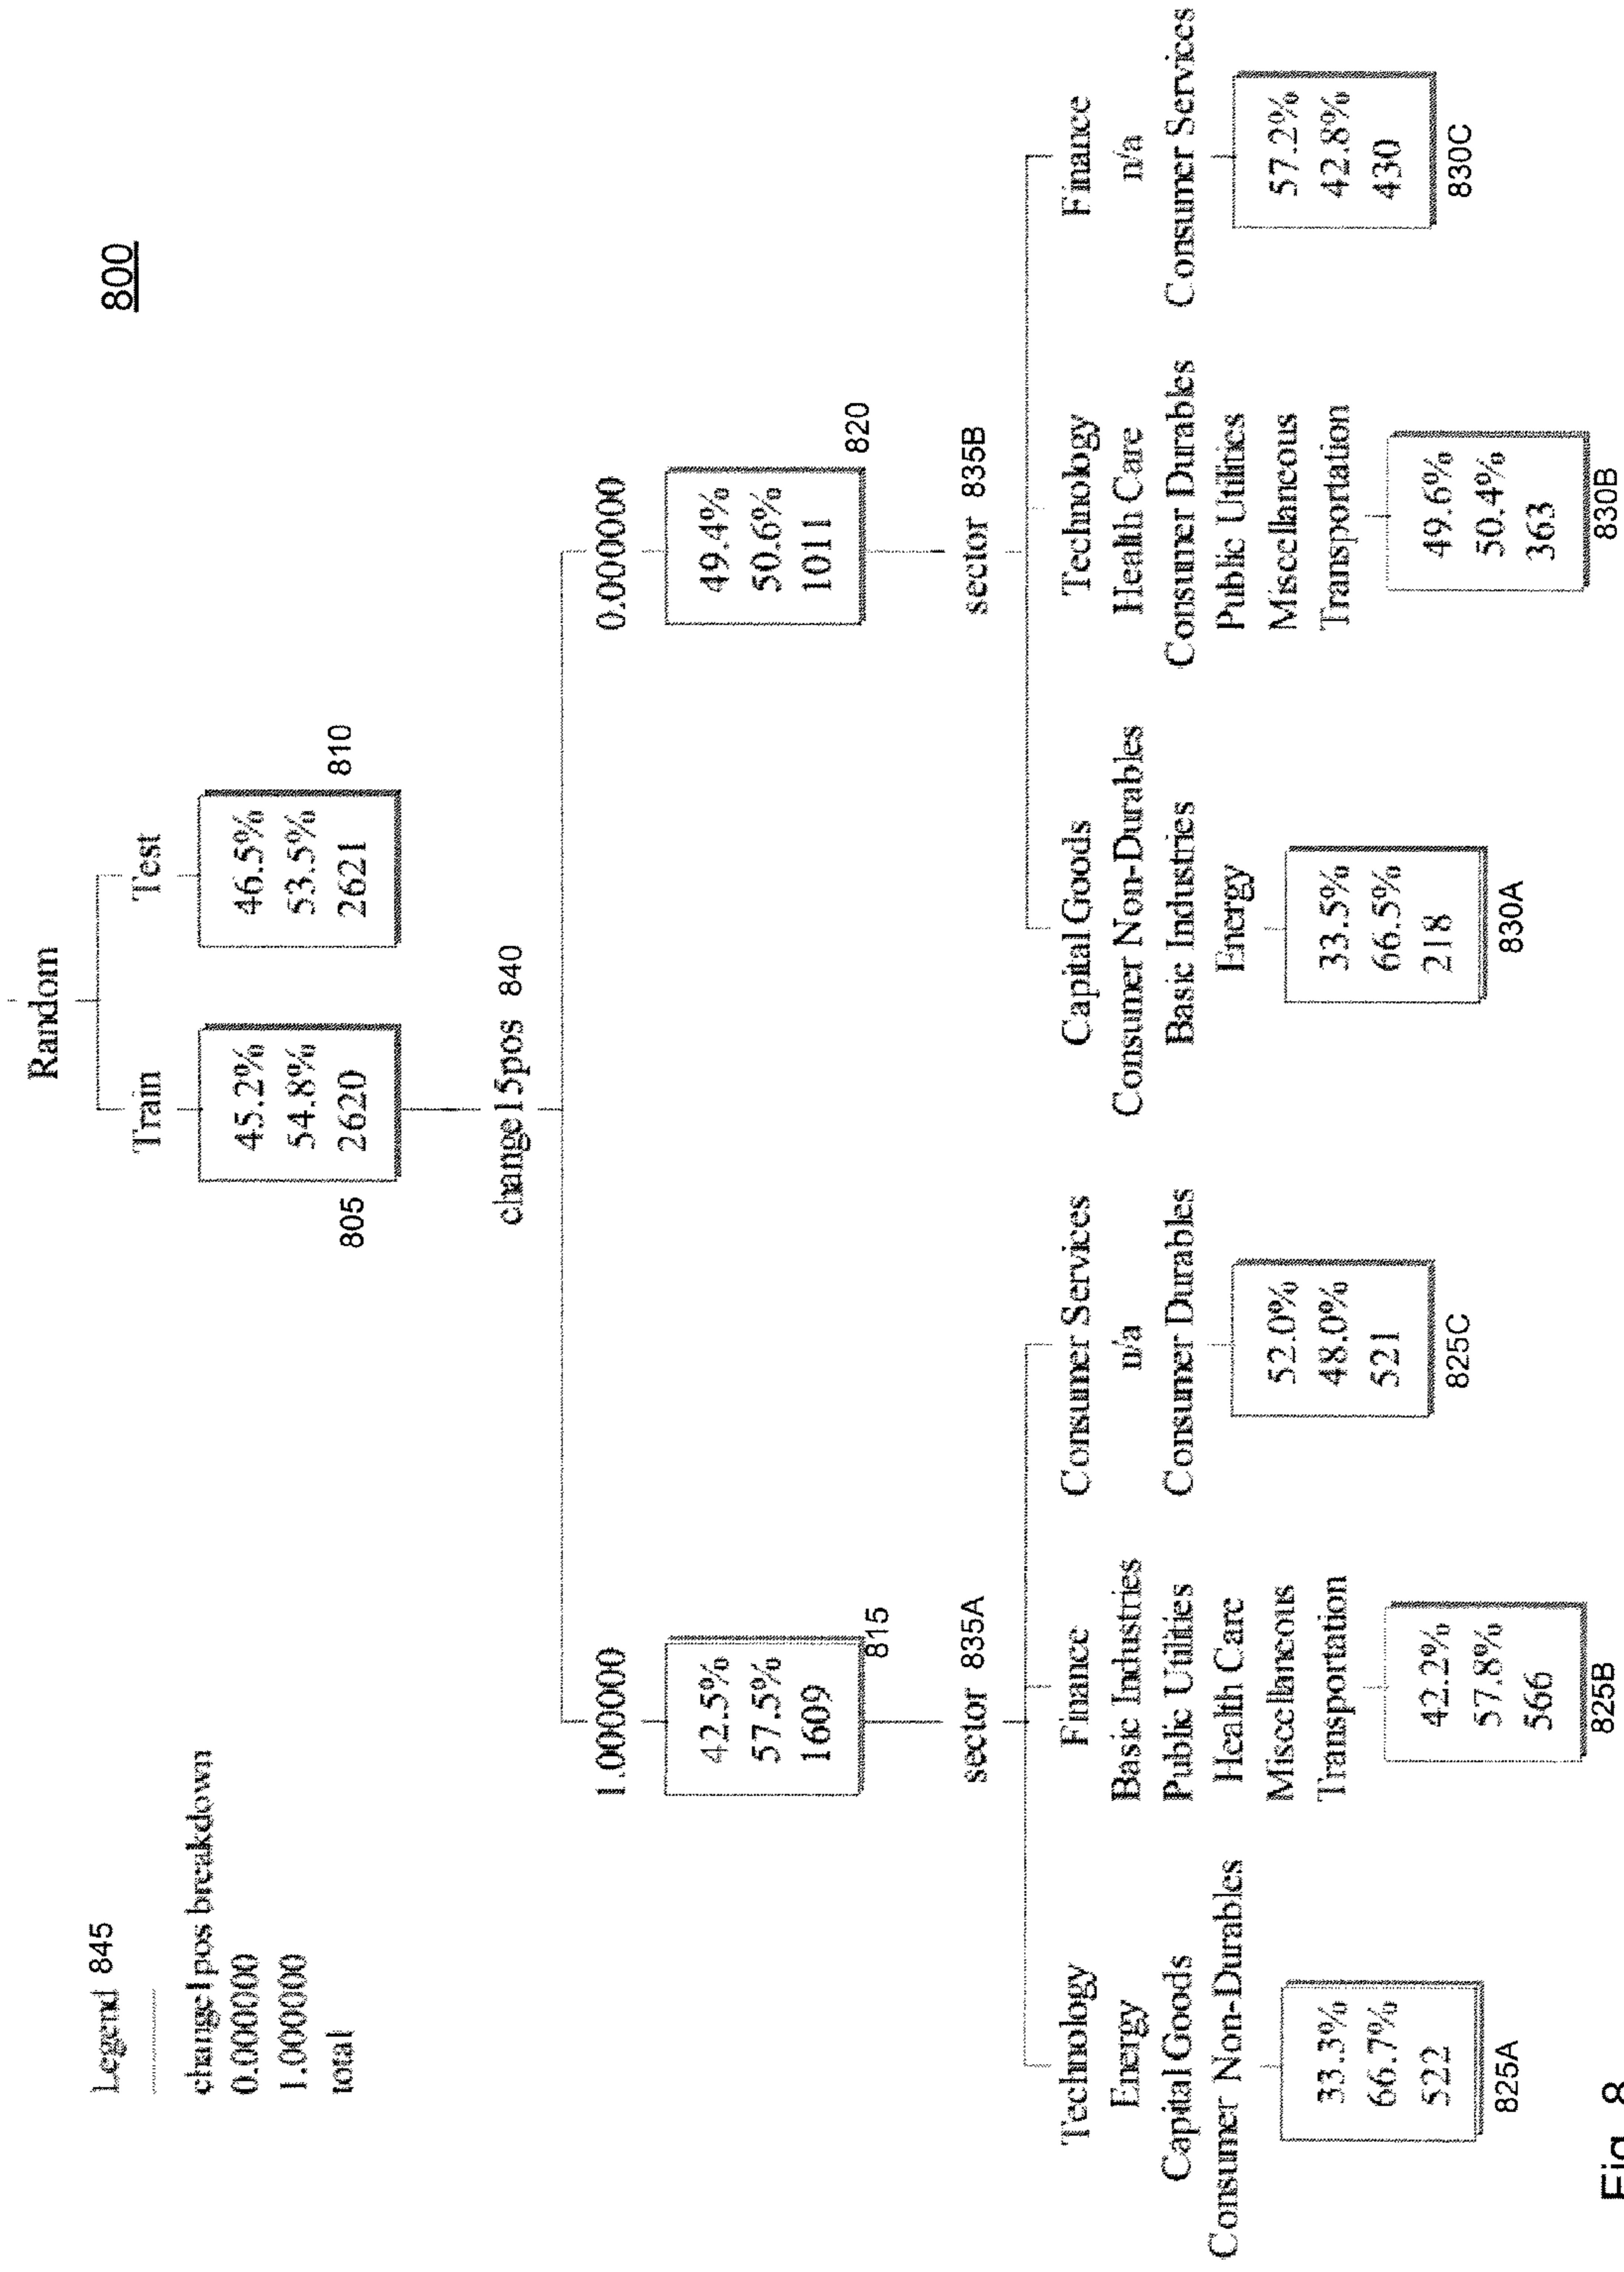 800
Legend 845
change1pos breakdown
0.000000
1.000000
total
Random
Train
Test
45.2%
54.8%
2620
805
46.5%
53.5%
2621
810
change15pos 840
1.000000
42.5%
57.5%
1609
815
0.000000
49.4%
50.6%
1011
820
sector 835A
Technology
Energy
Capital Goods
Consumer Non-Durables
33.3%
66.7%
522
825A
Finance
Basic Industries
Public Utilities
Health Care
Miscellaneous
Transportation
42.2%
57.8%
566
825B
Consumer Services
n/a
Consumer Durables
52.0%
48.0%
521
825C
sector 835B
Capital Goods
Consumer Non-Durables
Basic Industries
Energy
33.5%
66.5%
218
830A
Technology
Health Care
Consumer Durables
Public Utilities
Miscellaneous
Transportation
49.6%
50.4%
363
830B
Finance
n/a
Consumer Services
57.2%
42.8%
430
830C
Fig. 8